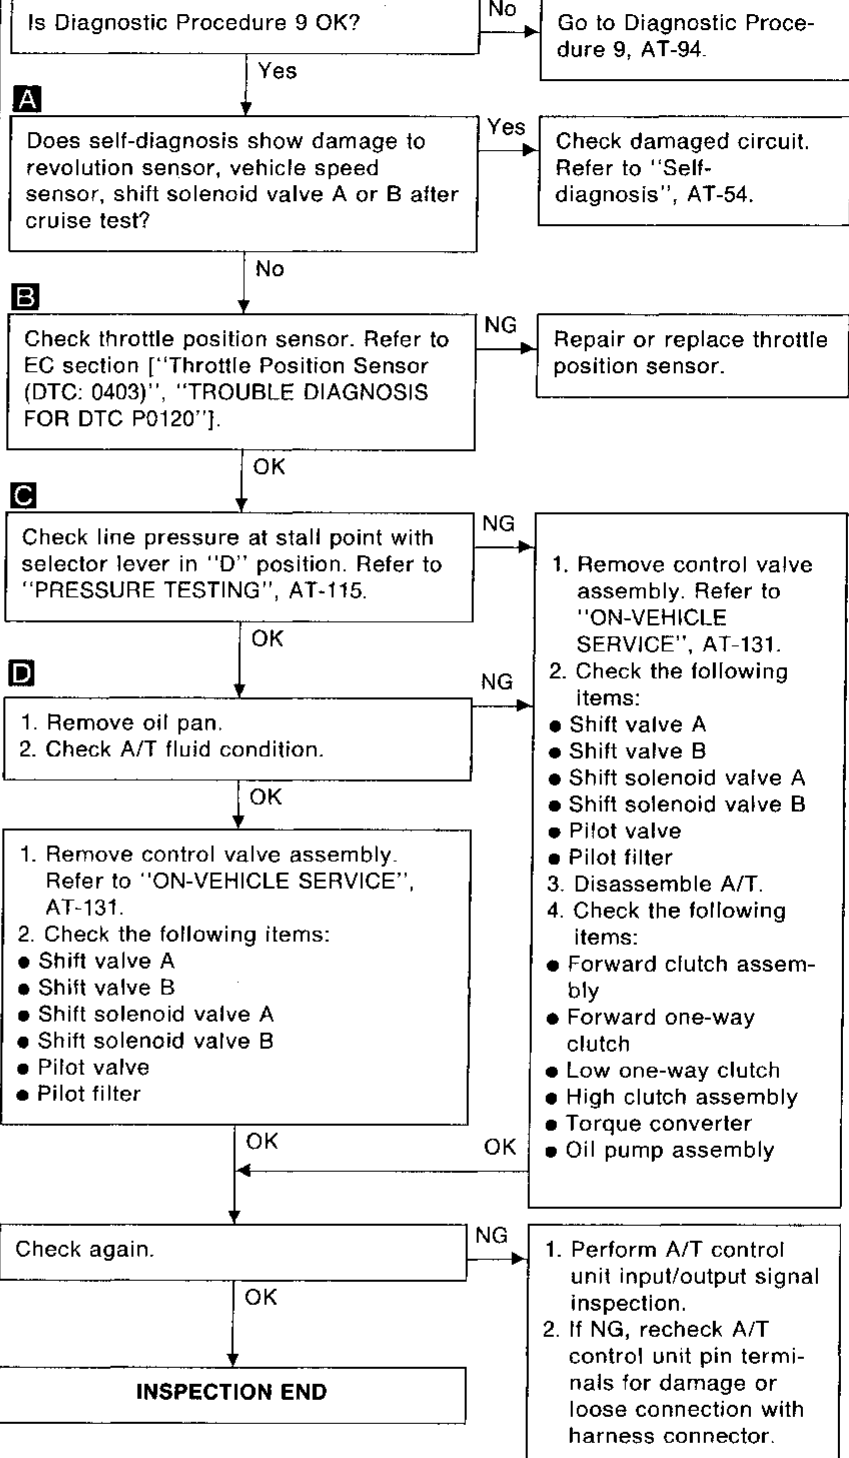 Is Diagnostic Procedure 9 OK?
No
Go to Diagnostic Proce-
dure 9, AT-94.
Yes
A
Does self-diagnosis show damage to
revolution sensor, vehicle speed
sensor, shift solenoid valve A or B after
cruise test?
Yes
Check damaged circuit.
Refer to "Self-
diagnosis", AT-54.
No
B
Check throttle position sensor. Refer to
EC section ["Throttle Position Sensor
(DTC: 0403)", "TROUBLE DIAGNOSIS
FOR DTC P0120"].
NG
Repair or replace throttle
position sensor.
OK
C
Check line pressure at stall point with
selector lever in "D" position. Refer to
"PRESSURE TESTING", AT-115.
NG
OK
D
1. Remove oil pan.
2. Check A/T fluid condition.
NG
1. Remove control valve
assembly. Refer to
"ON-VEHICLE
SERVICE", AT-131.
2. Check the following
items:
● Shift valve A
● Shift valve B
● Shift solenoid valve A
● Shift solenoid valve B
● Pilot valve
● Pilot filter
3. Disassemble A/T.
4. Check the following
items:
● Forward clutch assem-
bly
● Forward one-way
clutch
● Low one-way clutch
● High clutch assembly
● Torque converter
● Oil pump assembly
OK
1. Remove control valve assembly.
Refer to "ON-VEHICLE SERVICE",
AT-131.
2. Check the following items:
● Shift valve A
● Shift valve B
● Shift solenoid valve A
● Shift solenoid valve B
● Pilot valve
● Pilot filter
OK
OK
Check again.
NG
1. Perform A/T control
unit input/output signal
inspection.
2. If NG, recheck A/T
control unit pin termi-
nals for damage or
loose connection with
harness connector.
OK
INSPECTION END